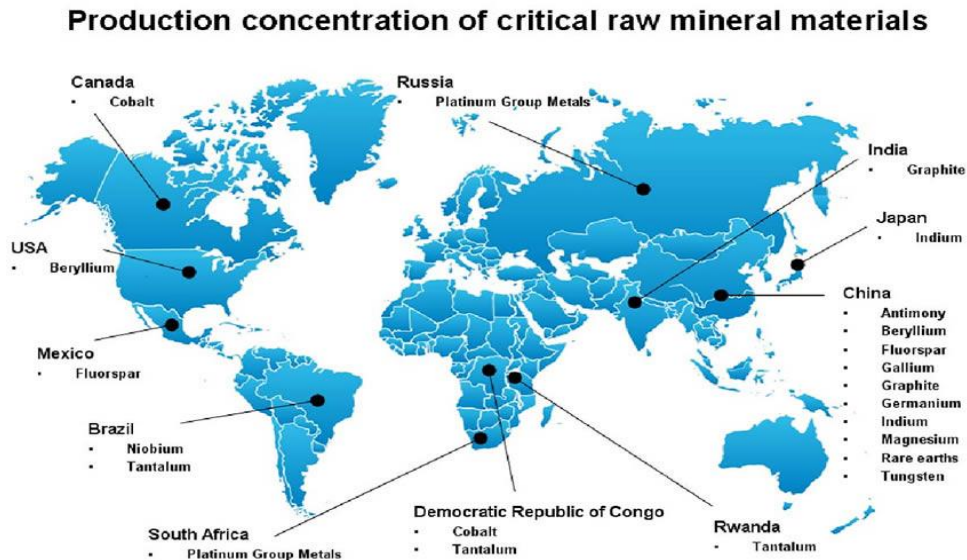 Production concentration of critical raw mineral materials
Canada
▪ Cobalt
Russia
▪ Platinum Group Metals
India
▪ Graphite
Japan
▪ Indium
USA
▪ Beryllium
China
▪ Antimony
▪ Beryllium
▪ Fluorspar
▪ Gallium
▪ Graphite
▪ Germanium
▪ Indium
▪ Magnesium
▪ Rare earths
▪ Tungsten
Mexico
▪ Fluorspar
Brazil
▪ Niobium
▪ Tantalum
South Africa
▪ Platinum Group Metals
Democratic Republic of Congo
▪ Cobalt
▪ Tantalum
Rwanda
▪ Tantalum